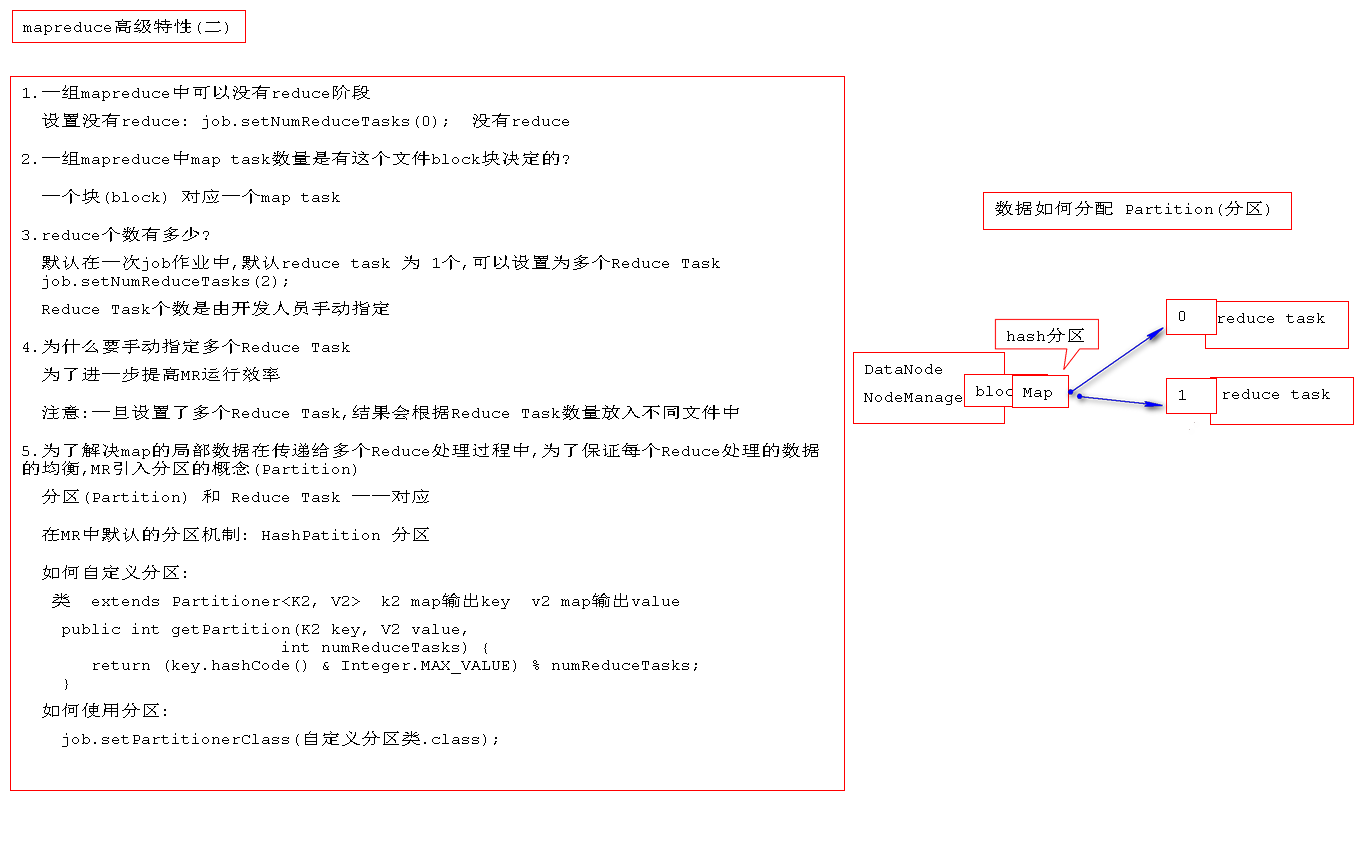 mapreduce高级特性(二)
1.一组mapreduce中可以没有reduce阶段
设置没有reduce: job.setNumReduceTasks(0);  没有reduce
2.一组mapreduce中map task数量是有这个文件block块决定的?
一个块(block) 对应一个map task
3.reduce个数有多少?
默认在一次job作业中,默认reduce task 为 1个,可以设置为多个Reduce Task
job.setNumReduceTasks(2);
Reduce Task个数是由开发人员手动指定
4.为什么要手动指定多个Reduce Task
为了进一步提高MR运行效率
注意:一旦设置了多个Reduce Task,结果会根据Reduce Task数量放入不同文件中
5.为了解决map的局部数据在传递给多个Reduce处理过程中,为了保证每个Reduce处理的数据
的均衡,MR引入分区的概念(Partition)
分区(Partition) 和 Reduce Task 一一对应
在MR中默认的分区机制: HashPatition 分区
如何自定义分区:
类  extends Partitioner<K2, V2>  k2 map输出key  v2 map输出value
public int getPartition(K2 key, V2 value,
int numReduceTasks) {
return (key.hashCode() & Integer.MAX_VALUE) % numReduceTasks;
}
如何使用分区:
job.setPartitionerClass(自定义分区类.class);
数据如何分配 Partition(分区)
0
reduce task
hash分区
DataNode
NodeManage
bloc
Map
1
reduce task